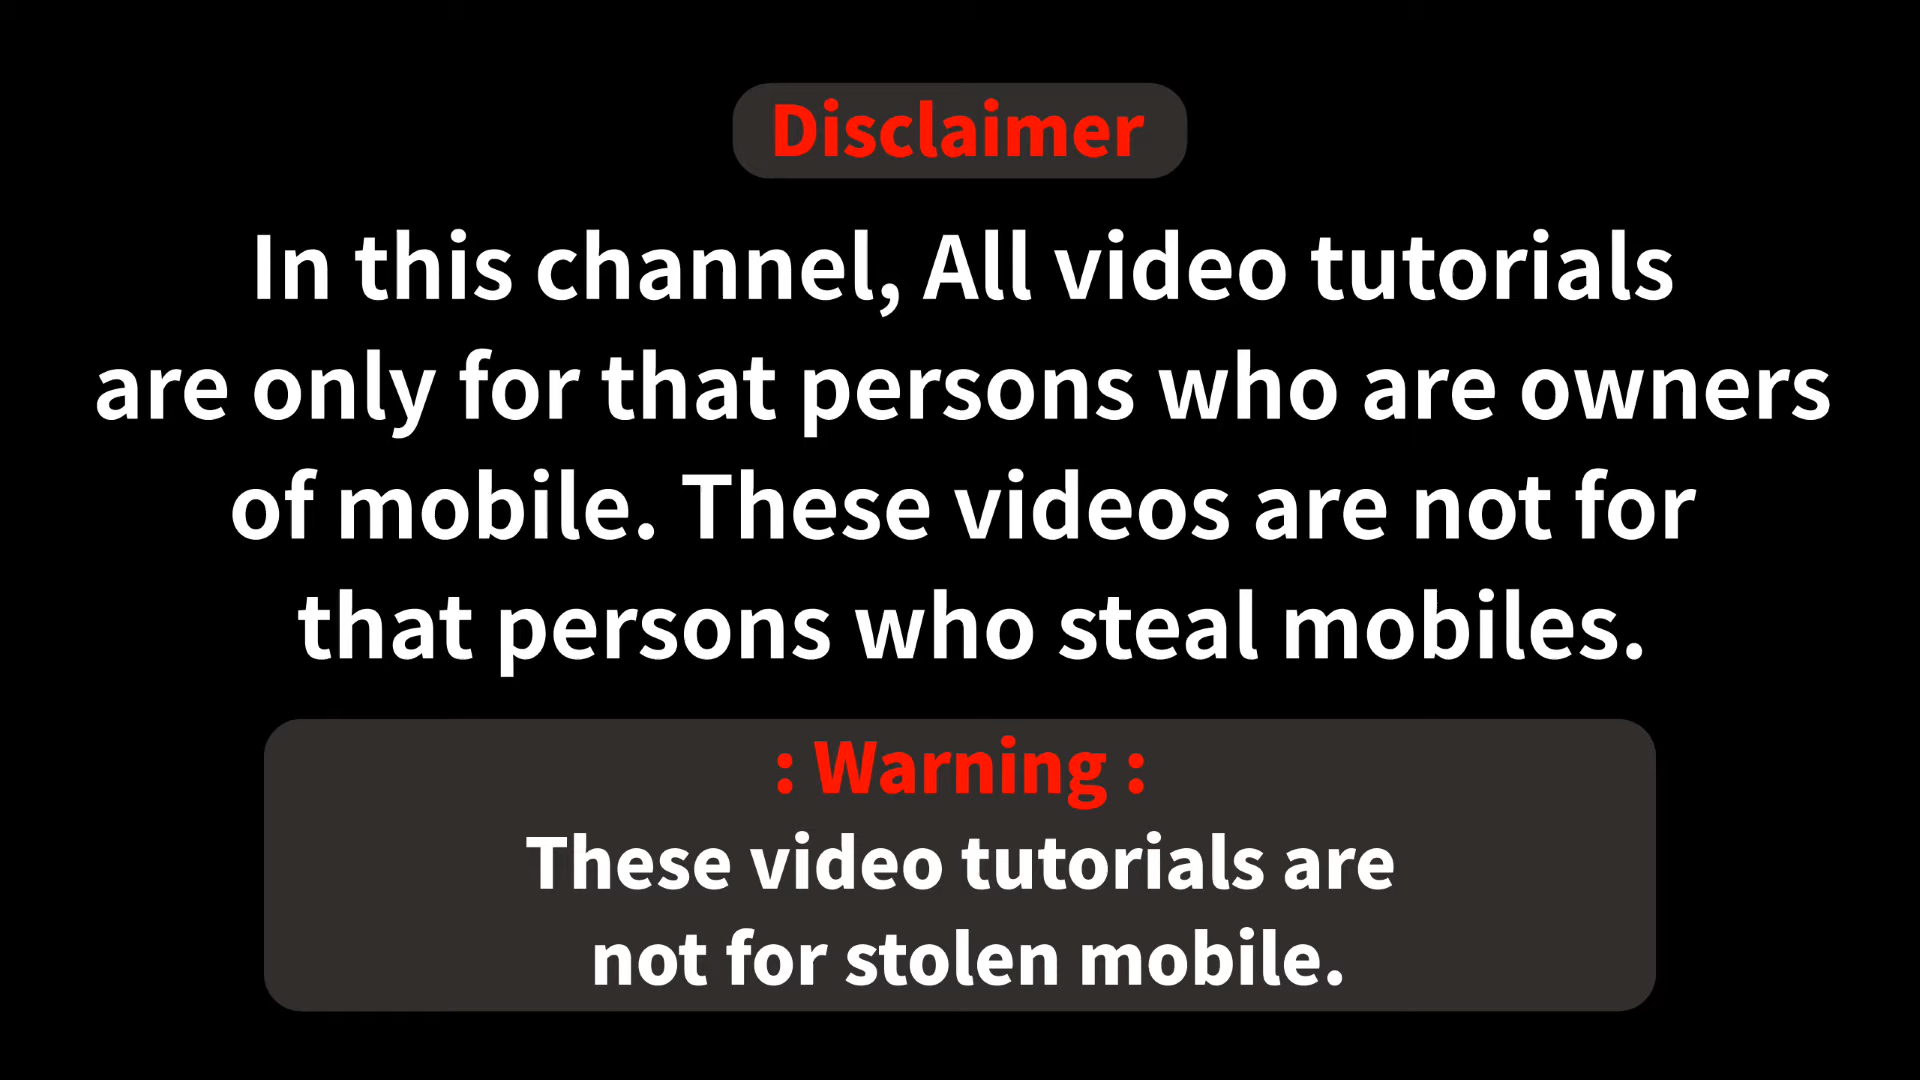 Disclaimer
In this channel, All video tutorials
are only for that persons who are owners
of mobile. These videos are not for
that persons who steal mobiles.
: Warning :
These video tutorials are
not for stolen mobile.